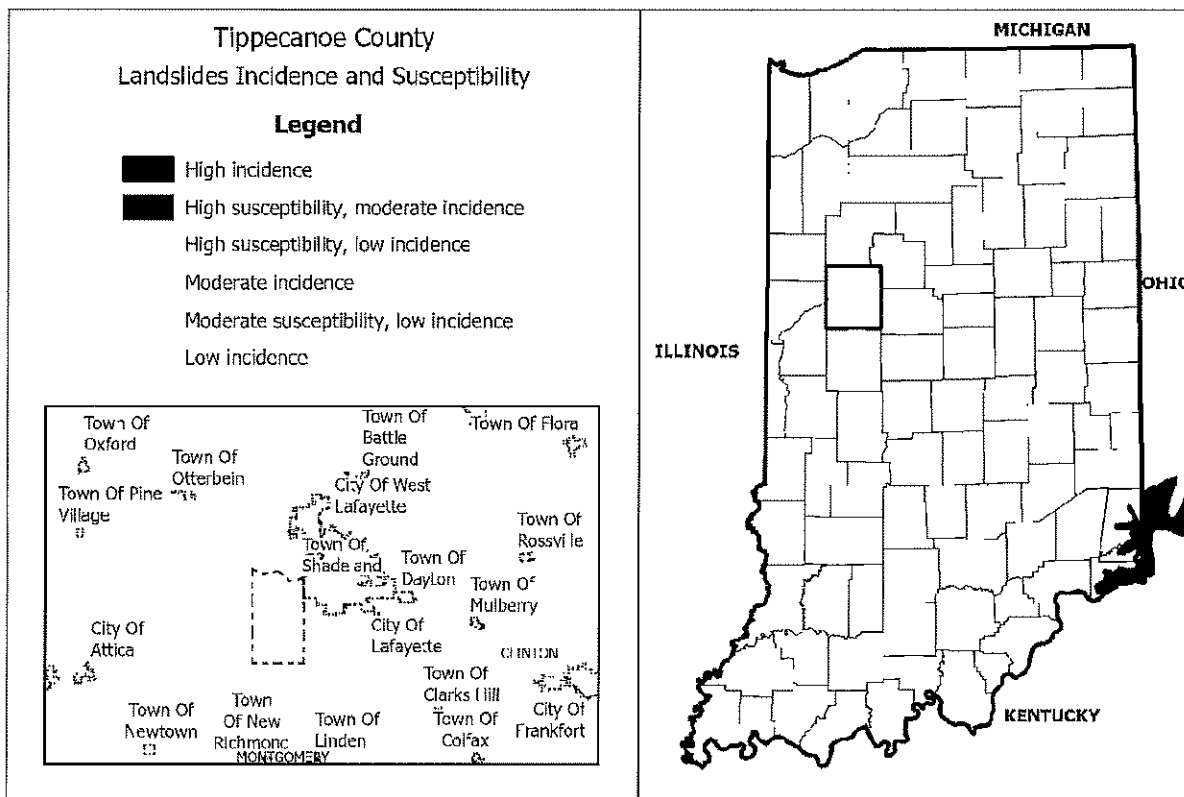 Tippecanoe County
Landslides Incidence and Susceptibility
Legend
High incidence
High susceptibility, moderate incidence
High susceptibility, low incidence
Moderate incidence
Moderate susceptibility, low incidence
Low incidence
Town Of
Oxford
Town Of
Otterbein
Town Of
Battle
Ground
Town Of Flora
Town Of Pine
Village
City Of West
Lafayette
Town Of
Rossville
Town Of
Shadeland
Town Of
Dayton
Town Of
Mulberry
City Of
Attica
City Of
Lafayette
CLINTON
Town Of
Clarks Hill
City Of
Frankfort
Town Of
Newtown
Town
Of New
Richmond
Town Of
Linden
Town Of
Colfax
MONTGOMERY
MICHIGAN
OHIO
ILLINOIS
KENTUCKY